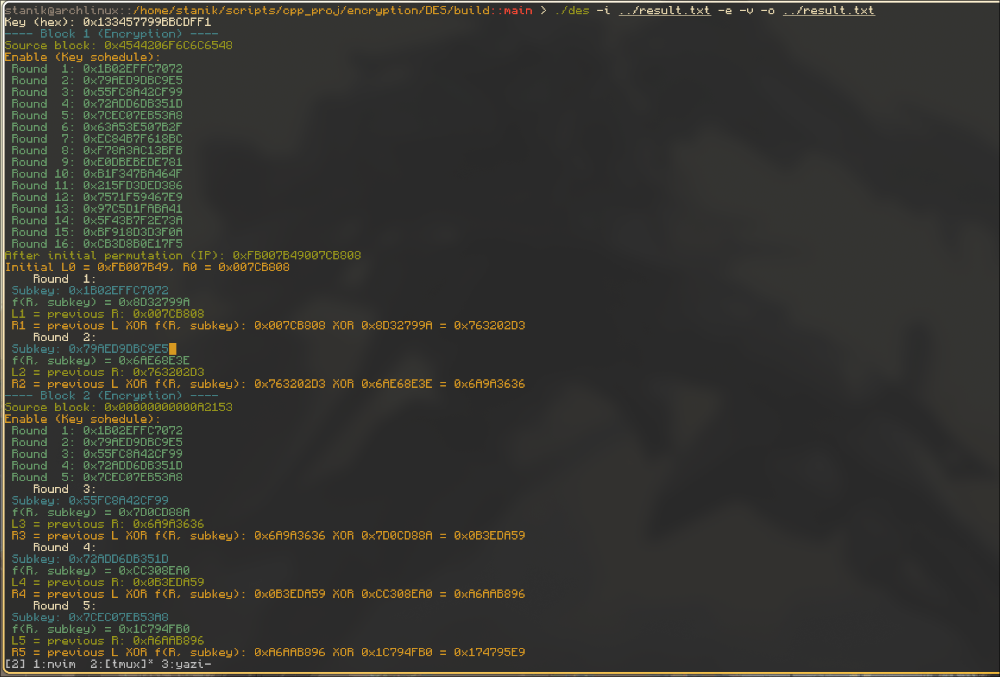 stanik@archlinux::/home/stanik/scripts/cpp_proj/encryption/DES/build::main > ./des -i ../result.txt -e -v -o ../result.txt
Key (hex): 0x133457799BBCDFF1
---- Block 1 (Encryption) ----
Source block: 0x4544206F6C6C6548
Enable (Key schedule):
Round  1: 0x1B02EFFC7072
Round  2: 0x79AED9DBC9E5
Round  3: 0x55FC8A42CF99
Round  4: 0x72ADD6DB351D
Round  5: 0x7CEC07EB53A8
Round  6: 0x63A53E507B2F
Round  7: 0xEC84B7F618BC
Round  8: 0xF78A3AC13BFB
Round  9: 0xE0DBEBEDE781
Round 10: 0xB1F347BA464F
Round 11: 0x215FD3DED386
Round 12: 0x7571F59467E9
Round 13: 0x97C5D1FABA41
Round 14: 0x5F43B7F2E73A
Round 15: 0xBF918D3D3F0A
Round 16: 0xCB3D8B0E17F5
After initial permutation (IP): 0xFB007B49007CB808
Initial L0 = 0xFB007B49, R0 = 0x007CB808
Round  1:
Subkey: 0x1B02EFFC7072
f(R, subkey) = 0x8D32799A
L1 = previous R: 0x007CB808
R1 = previous L XOR f(R, subkey): 0x007CB808 XOR 0x8D32799A = 0x763202D3
Round  2:
Subkey: 0x79AED9DBC9E5
f(R, subkey) = 0x6AE68E3E
L2 = previous R: 0x763202D3
R2 = previous L XOR f(R, subkey): 0x763202D3 XOR 0x6AE68E3E = 0x6A9A3636
---- Block 2 (Encryption) ----
Source block: 0x00000000000A2153
Enable (Key schedule):
Round  1: 0x1B02EFFC7072
Round  2: 0x79AED9DBC9E5
Round  3: 0x55FC8A42CF99
Round  4: 0x72ADD6DB351D
Round  5: 0x7CEC07EB53A8
Round  3:
Subkey: 0x55FC8A42CF99
f(R, subkey) = 0x7D0CD88A
L3 = previous R: 0x6A9A3636
R3 = previous L XOR f(R, subkey): 0x6A9A3636 XOR 0x7D0CD88A = 0x0B3EDA59
Round  4:
Subkey: 0x72ADD6DB351D
f(R, subkey) = 0xCC308EA0
L4 = previous R: 0x0B3EDA59
R4 = previous L XOR f(R, subkey): 0x0B3EDA59 XOR 0xCC308EA0 = 0xA6AAB896
Round  5:
Subkey: 0x7CEC07EB53A8
f(R, subkey) = 0x1C794FB0
L5 = previous R: 0xA6AAB896
R5 = previous L XOR f(R, subkey): 0xA6AAB896 XOR 0x1C794FB0 = 0x174795E9
[2] 1:nvim  2:[tmux]* 3:yazi-